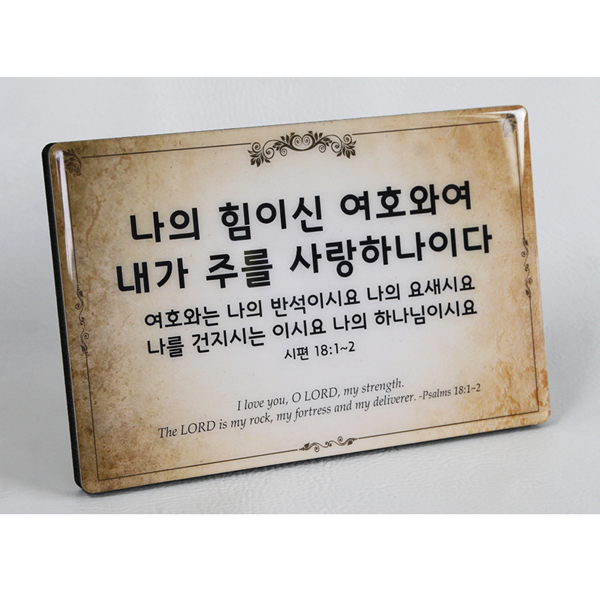 나의 힘이신 여호와여
내가 주를 사랑하나이다
여호와는 나의 반석이시요 나의 요새시요
나를 건지시는 이시요 나의 하나님이시요
시편 18:1~2
I love you, O LORD, my strength.
The LORD is my rock, my fortress and my deliverer. -Psalms 18:1~2